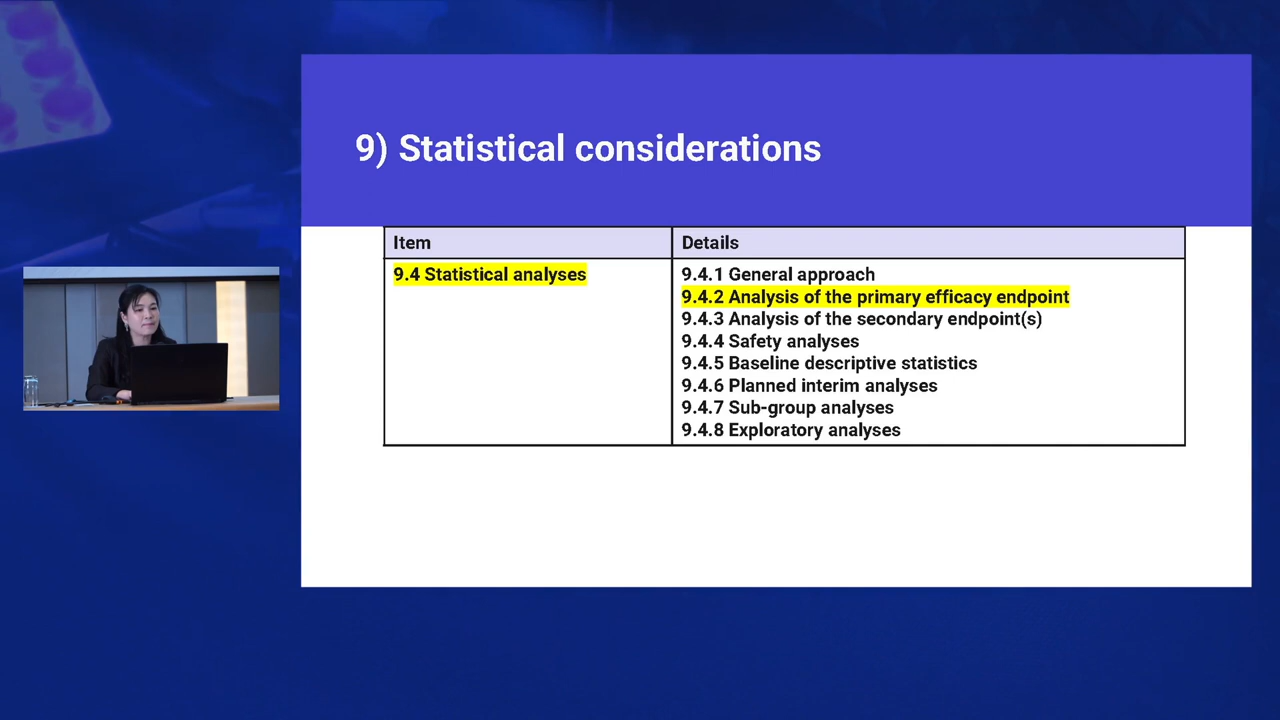 9) Statistical considerations
Item
Details
9.4 Statistical analyses
9.4.1 General approach
9.4.2 Analysis of the primary efficacy endpoint
9.4.3 Analysis of the secondary endpoint(s)
9.4.4 Safety analyses
9.4.5 Baseline descriptive statistics
9.4.6 Planned interim analyses
9.4.7 Sub-group analyses
9.4.8 Exploratory analyses